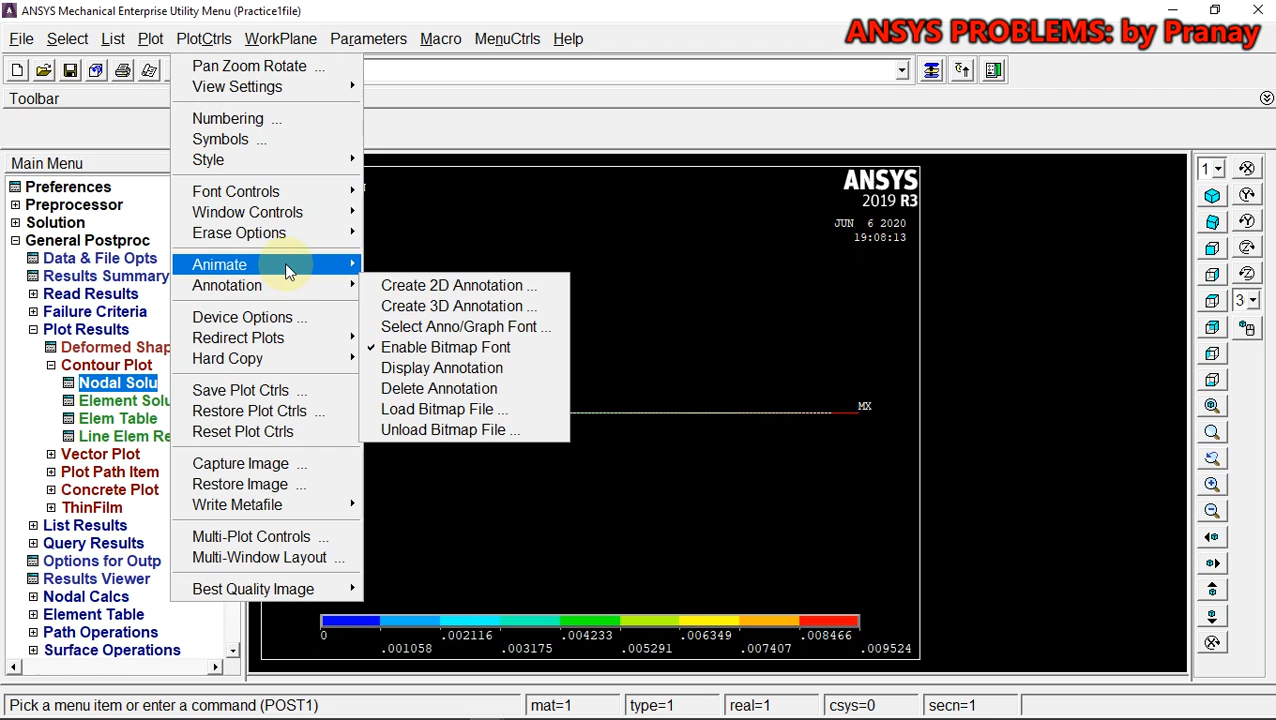 ANSYS Mechanical Enterprise Utility Menu (Practice1file)
ANSYS PROBLEMS: by Pranay
File Select List Plot PlotCtrls WorkPlane Parameters Macro MenuCtrls Help
Toolbar
Main Menu
Preferences
Preprocessor
Solution
General Postproc
Data & File Opts
Results Summary
Read Results
Failure Criteria
Plot Results
Deformed Shap
Contour Plot
Nodal Solu
Element Solu
Elem Table
Line Elem Re
Vector Plot
Plot Path Item
Concrete Plot
ThinFilm
List Results
Query Results
Options for Outp
Results Viewer
Nodal Calcs
Element Table
Path Operations
Surface Operations
Pan Zoom Rotate ...
View Settings
Numbering ...
Symbols ...
Style
Font Controls
Window Controls
Erase Options
Animate
Annotation
Device Options ...
Redirect Plots
Hard Copy
Save Plot Ctrls ...
Restore Plot Ctrls ...
Reset Plot Ctrls
Capture Image ...
Restore Image ...
Write Metafile
Multi-Plot Controls ...
Multi-Window Layout ...
Best Quality Image
Create 2D Annotation ...
Create 3D Annotation ...
Select Anno/Graph Font ...
Enable Bitmap Font
Display Annotation
Delete Annotation
Load Bitmap File ...
Unload Bitmap File ...
ANSYS
2019 R3
JUN 6 2020
19:08:13
MX
0 .002116 .004233 .006349 .008466
.001058 .003175 .005291 .007407 .009524
1
3
Pick a menu item or enter a command (POST1) mat=1 type=1 real=1 csys=0 secn=1